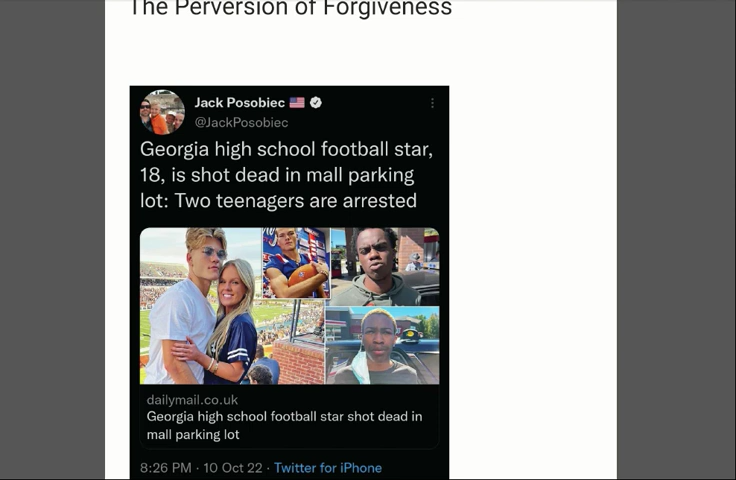 The Perversion of Forgiveness
Jack Posobiec
@JackPosobiec
Georgia high school football star,
18, is shot dead in mall parking
lot: Two teenagers are arrested
dailymail.co.uk
Georgia high school football star shot dead in
mall parking lot
8:26 PM · 10 Oct 22 · Twitter for iPhone